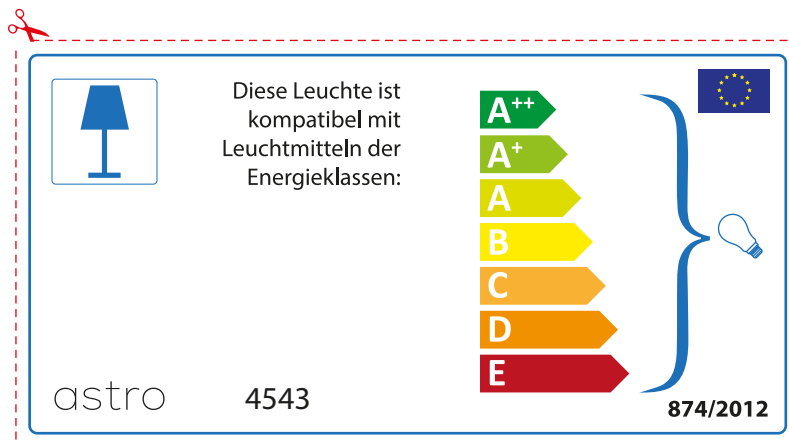 Diese Leuchte ist
kompatibel mit
Leuchtmitteln der
Energieklassen:
A++
A+
A
B
C
D
E
astro
4543
874/2012